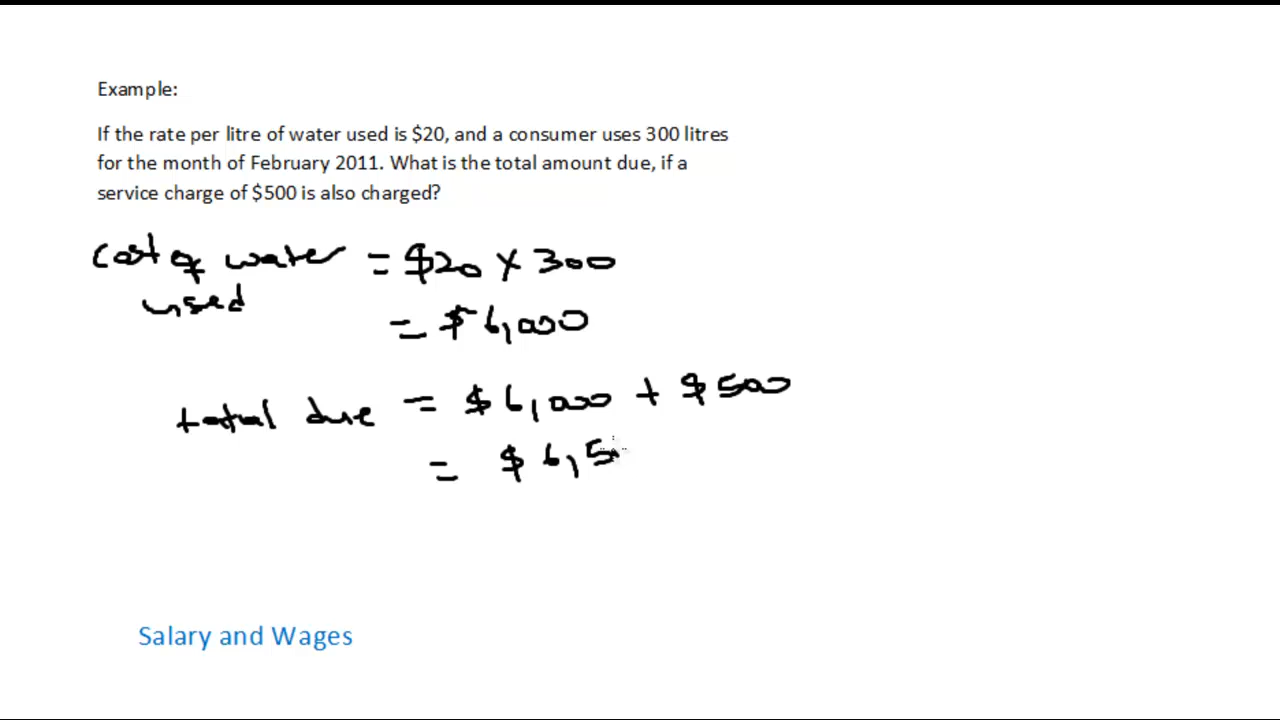 Example:
If the rate per litre of water used is $20, and a consumer uses 300 litres
for the month of February 2011. What is the total amount due, if a
service charge of $500 is also charged?
cost of water = $20 x 300
used
= $6,000
total due = $6,000 + $500
= $6,5
Salary and Wages